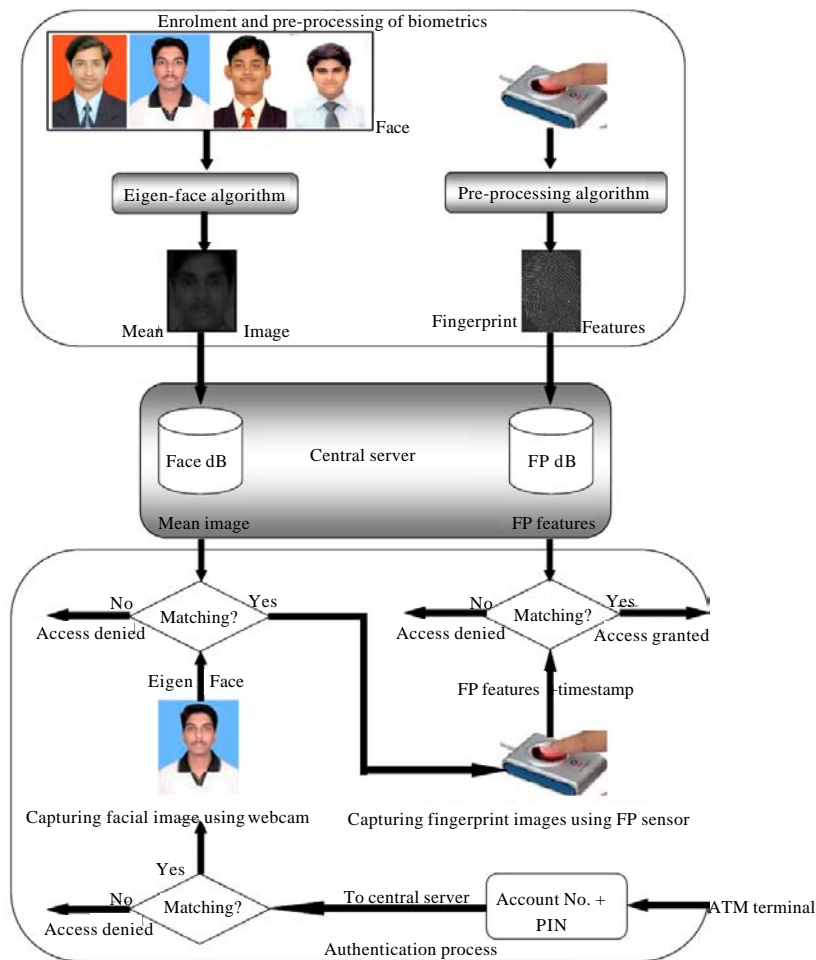 Enrolment and pre-processing of biometrics
Face
Eigen-face algorithm
Pre-processing algorithm
Mean Image
Fingerprint Features
Face dB
Central server
FP dB
Mean image
FP features
No
Matching?
Yes
Access denied
No
Matching?
Yes
Access denied
Access granted
Eigen Face
FP features +timestamp
Capturing facial image using webcam
Capturing fingerprint images using FP sensor
Yes
No
Matching?
Access denied
To central server
Account No. +
PIN
ATM terminal
Authentication process